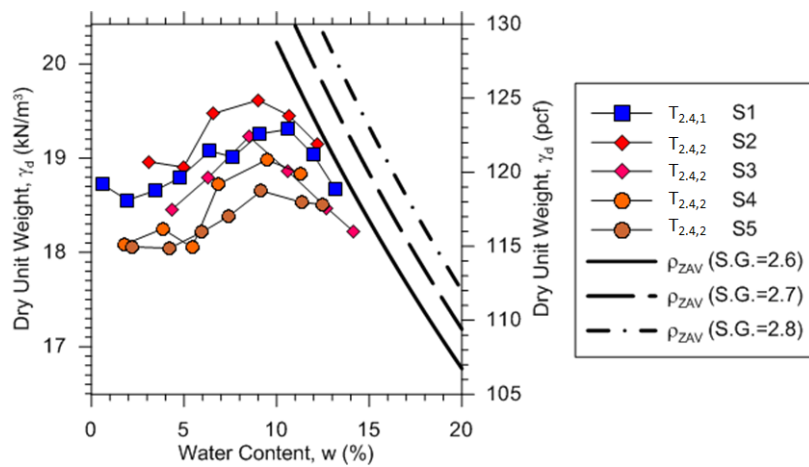 20
19
18
17
Dry Unit Weight, γd (kN/m³)
130
125
120
115
110
105
Dry Unit Weight, γd (pcf)
0 5 10 15 20
Water Content, w (%)
T2.4,1 S1
T2.4,2 S2
T2.4,2 S3
T2.4,2 S4
T2.4,2 S5
ρZAV (S.G.=2.6)
ρZAV (S.G.=2.7)
ρZAV (S.G.=2.8)